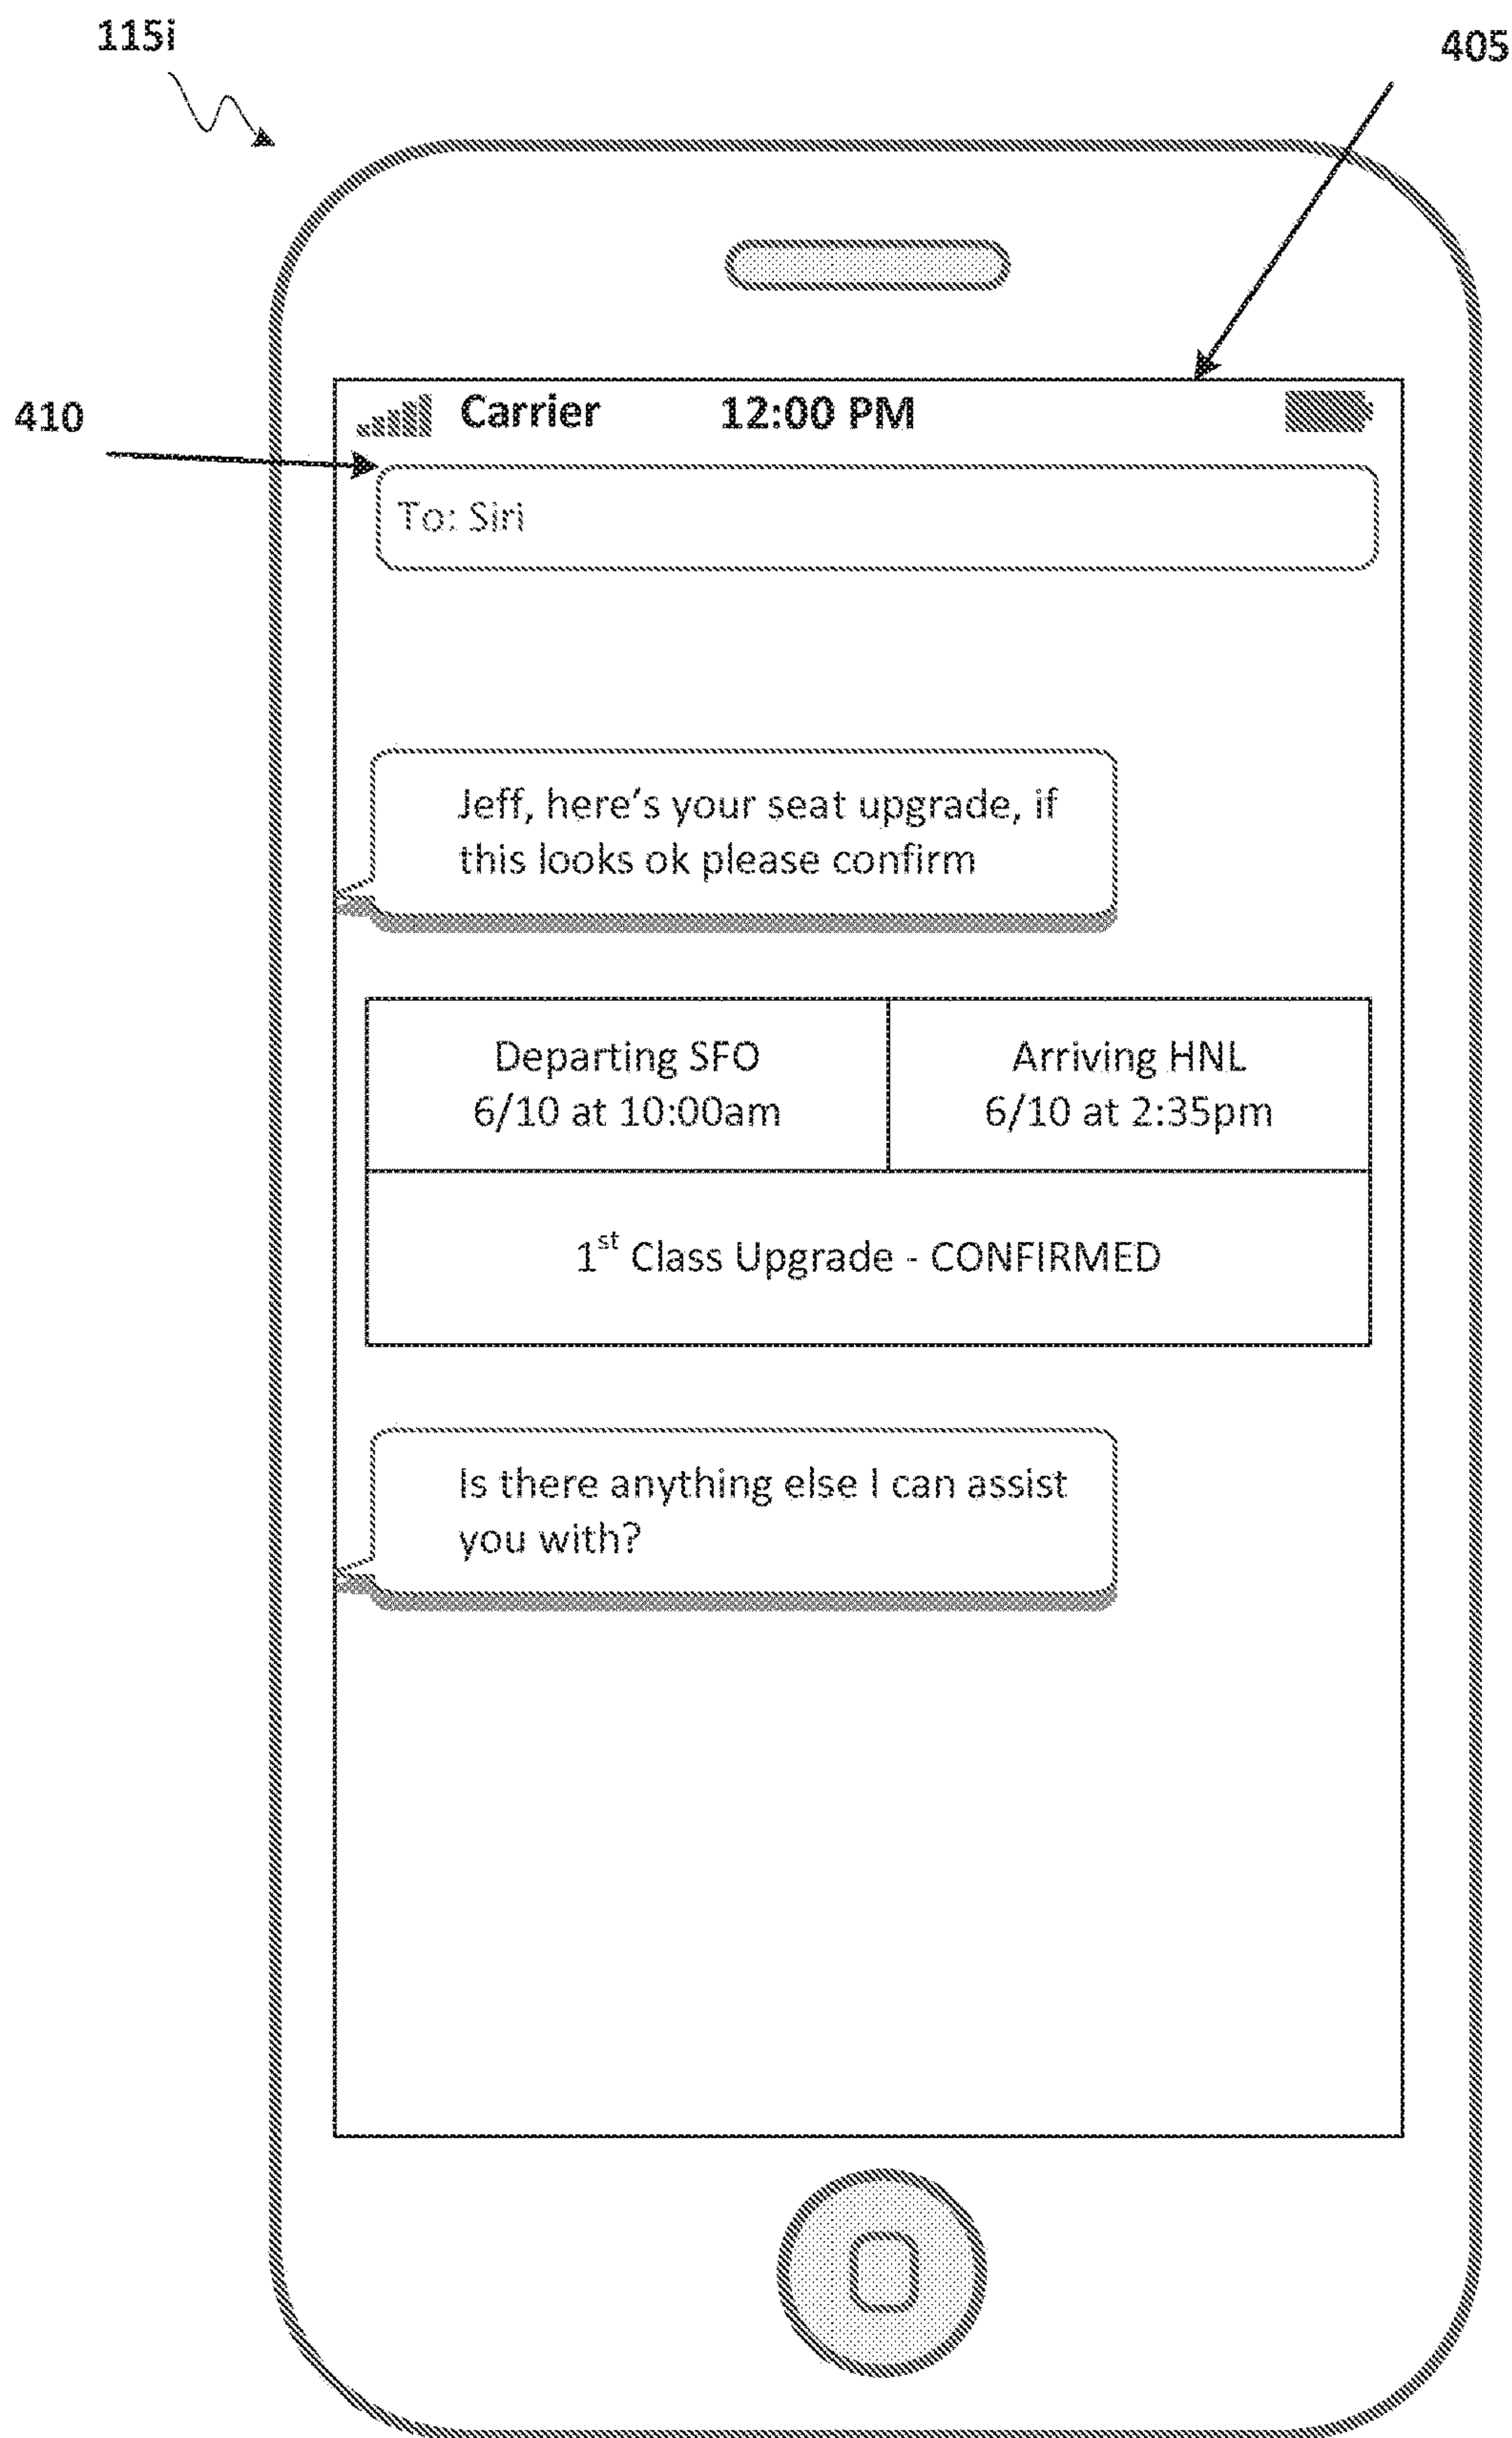 115i
405
410
Carrier 12:00 PM
To: Siri
Jeff, here's your seat upgrade, if
this looks ok please confirm
Departing SFO
6/10 at 10:00am
Arriving HNL
6/10 at 2:35pm
1st Class Upgrade - CONFIRMED
Is there anything else I can assist
you with?